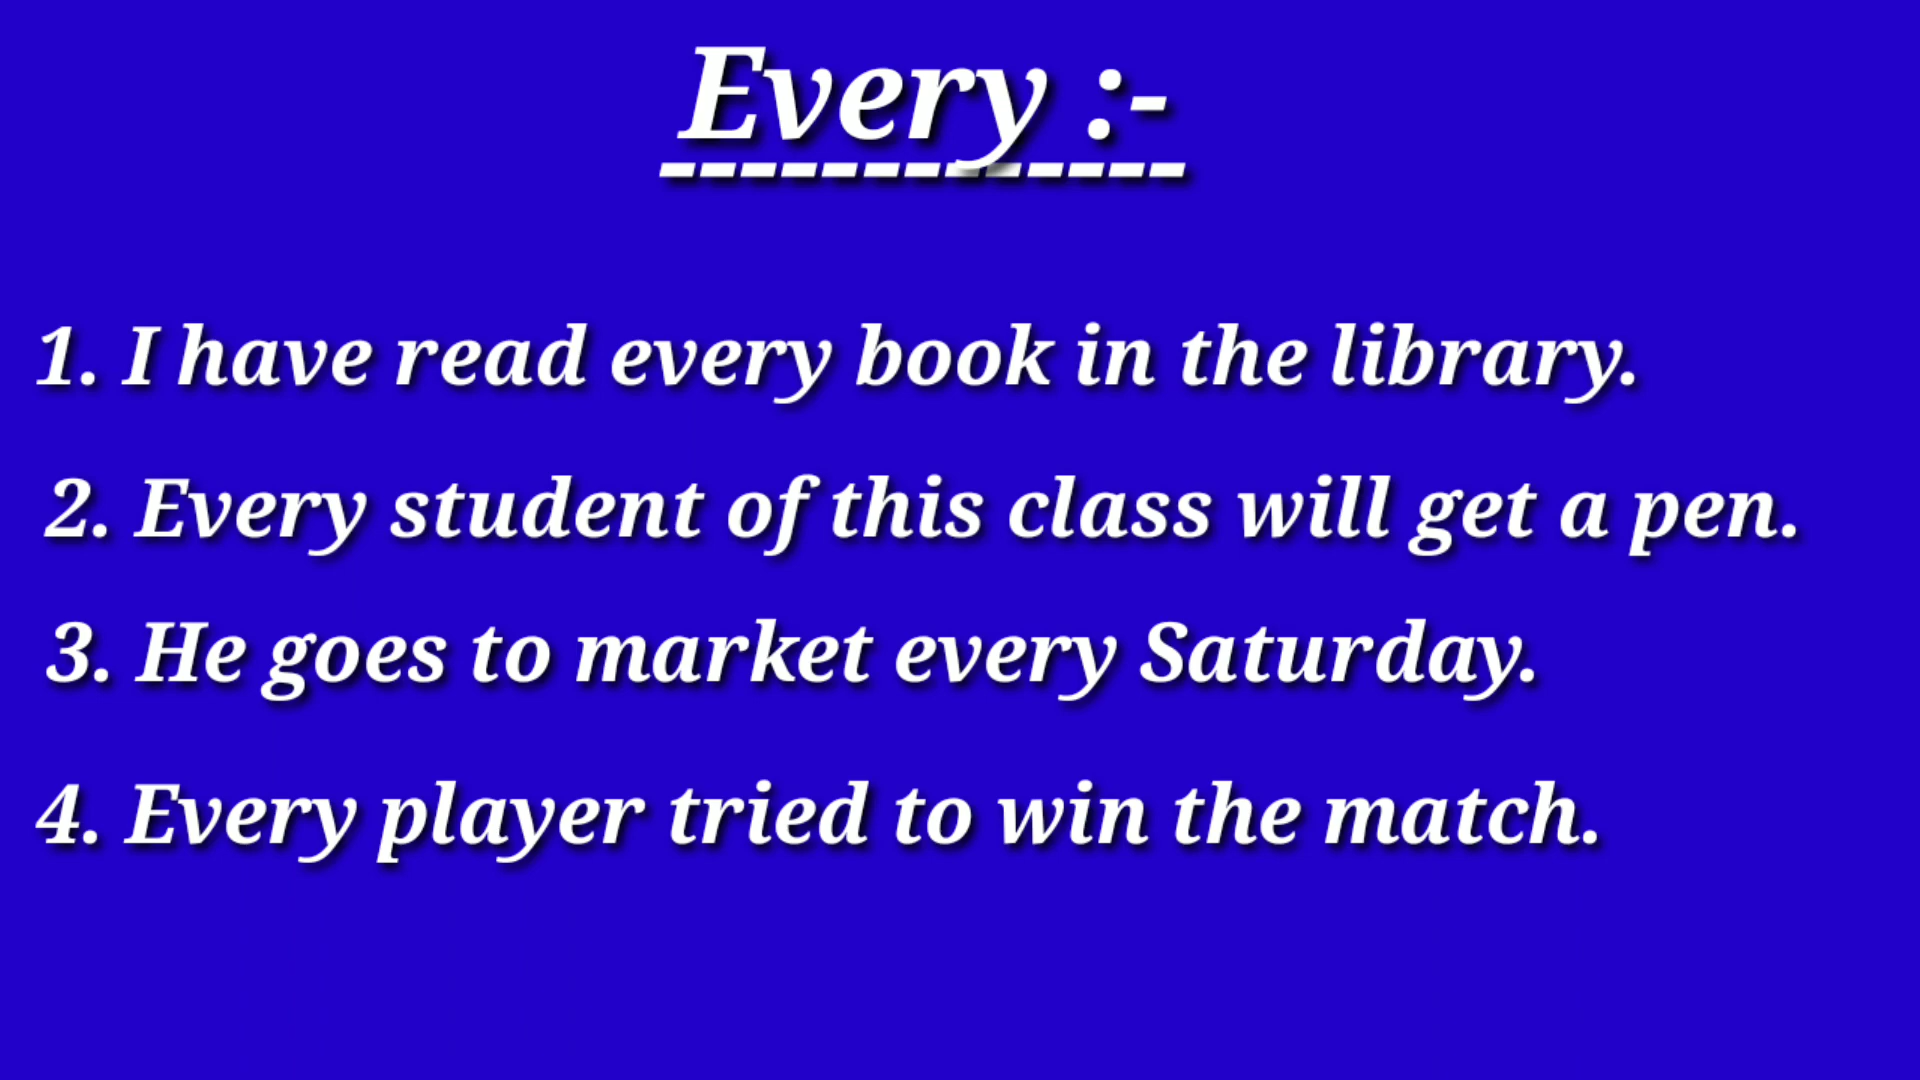 Every :-
-------------
1. I have read every book in the library.
2. Every student of this class will get a pen.
3. He goes to market every Saturday.
4. Every player tried to win the match.